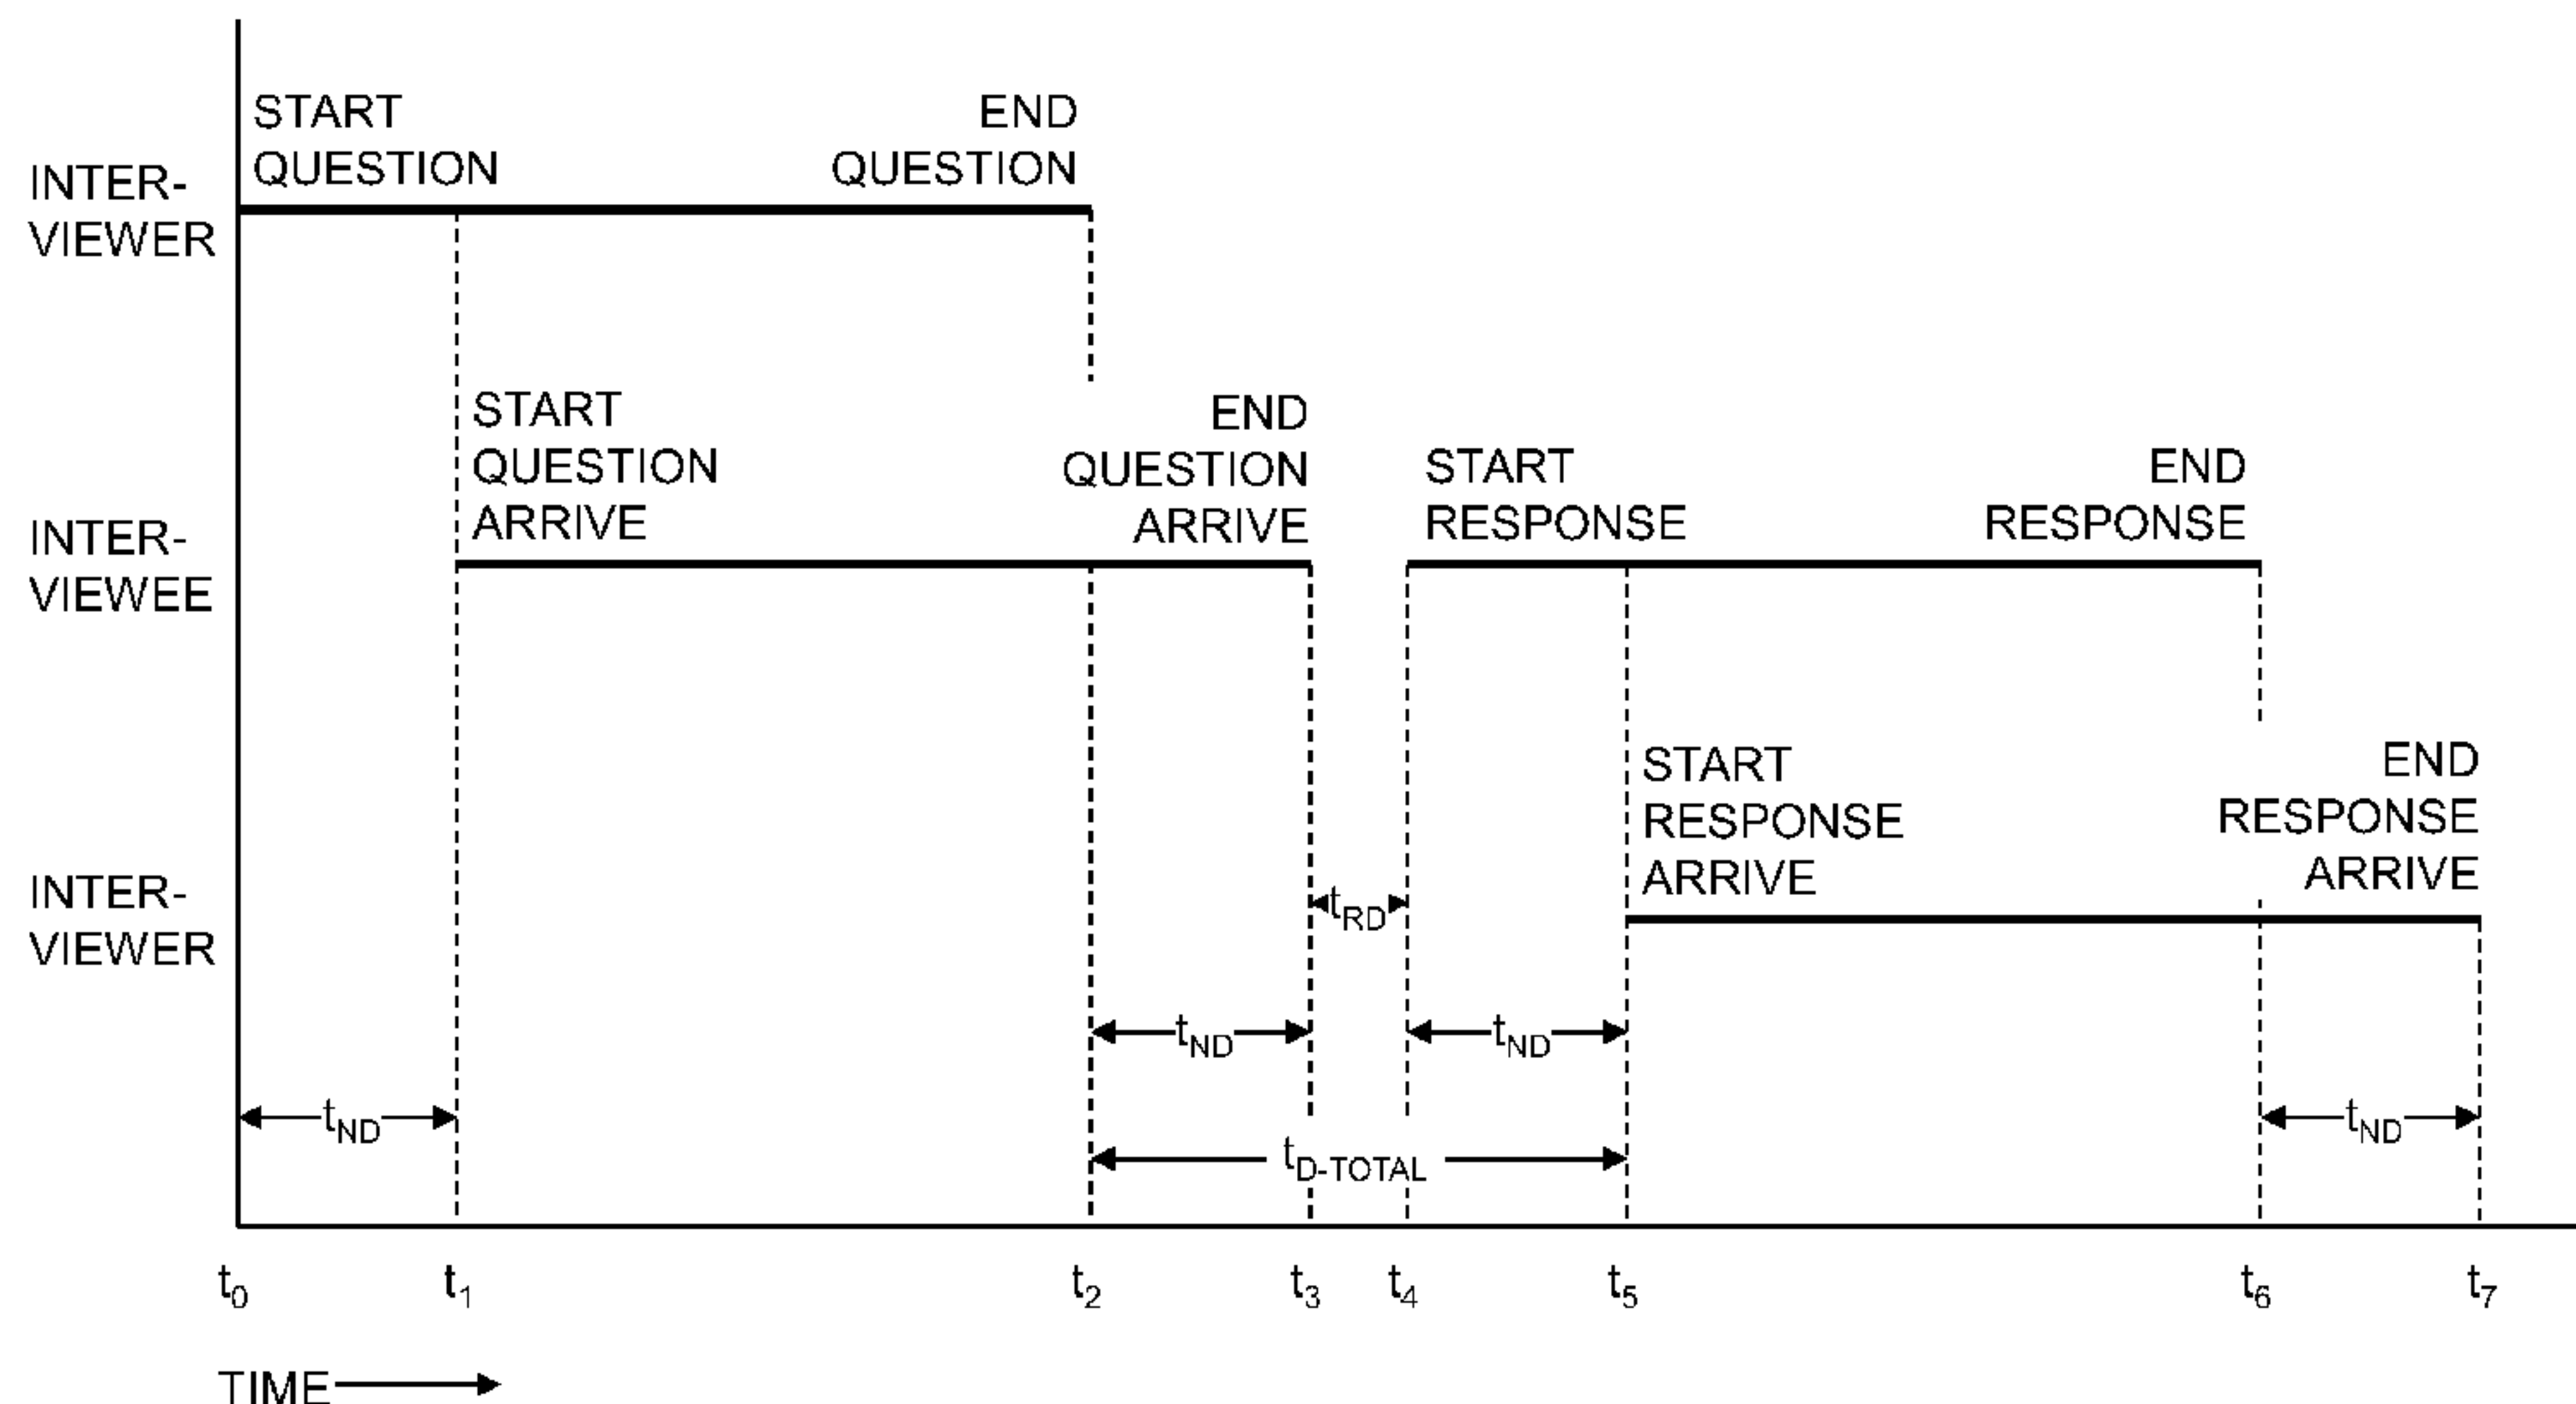 START
QUESTION
END
QUESTION
INTER-
VIEWER
START
QUESTION
ARRIVE
END
QUESTION
ARRIVE
START
RESPONSE
END
RESPONSE
INTER-
VIEWEE
START
RESPONSE
ARRIVE
END
RESPONSE
ARRIVE
INTER-
VIEWER
tRD
tND
tND
tND
tND
tD-TOTAL
t0 t1 t2 t3 t4 t5 t6 t7
TIME